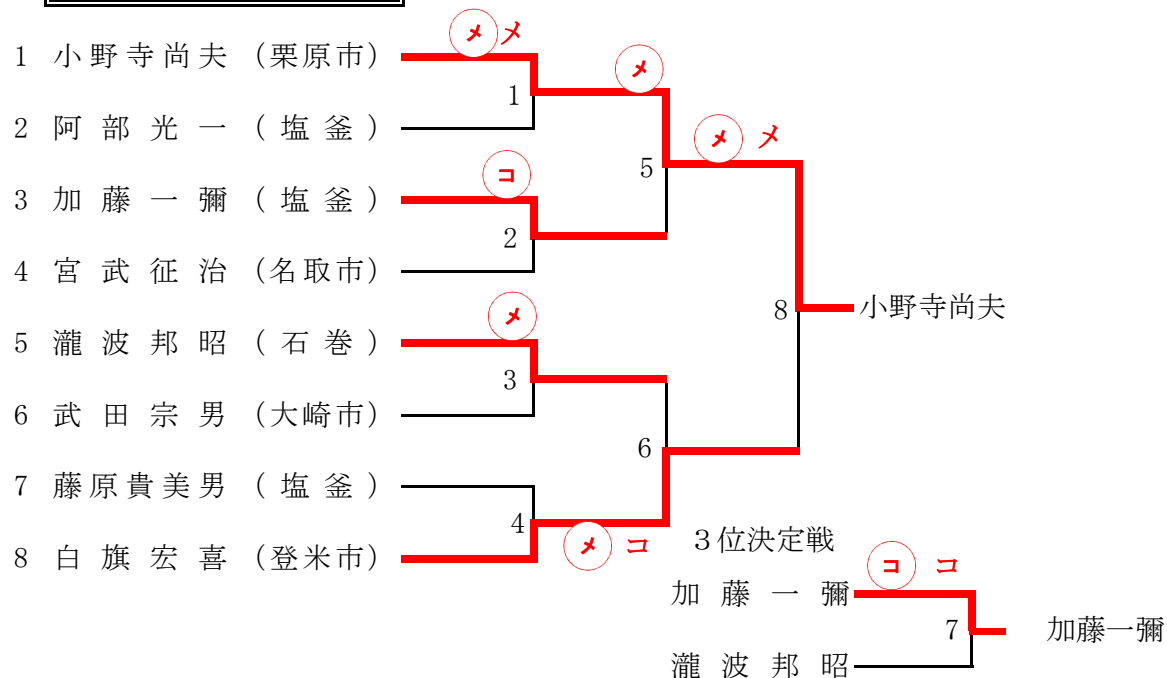 メ メ
1 小野寺尚夫 (栗原市)
メ
1
2 阿部光一 (塩釜)
メ メ
5
コ
3 加藤一彌 (塩釜)
2
4 宮武征治 (名取市)
8 小野寺尚夫
メ
5 瀧波邦昭 (石巻)
3
6 武田宗男 (大崎市)
6
7 藤原貴美男 (塩釜)
4
メ コ
8 白旗宏喜 (登米市)
3位決定戦
コ コ
加藤一彌
7 加藤一彌
瀧波邦昭